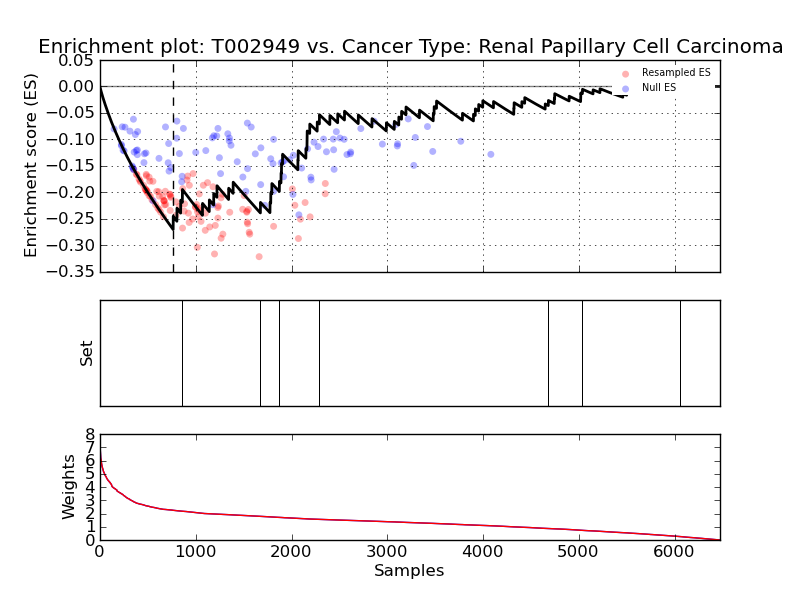 Enrichment plot: T002949 vs. Cancer Type: Renal Papillary Cell Carcinoma
Enrichment score (ES)
0.05
0.00
−0.05
−0.10
−0.15
−0.20
−0.25
−0.30
−0.35
Resampled ES
Null ES
Set
Weights
8
7
6
5
4
3
2
1
0
0 1000 2000 3000 4000 5000 6000
Samples